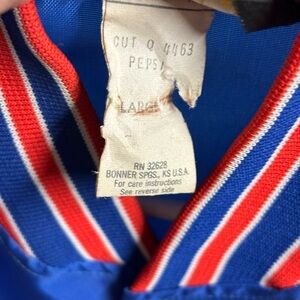 CUT 0 4463
PEPSI
LARGE
RN 32628
BONNER SPGS., KS U.S.A.
For care instructions
See reverse side